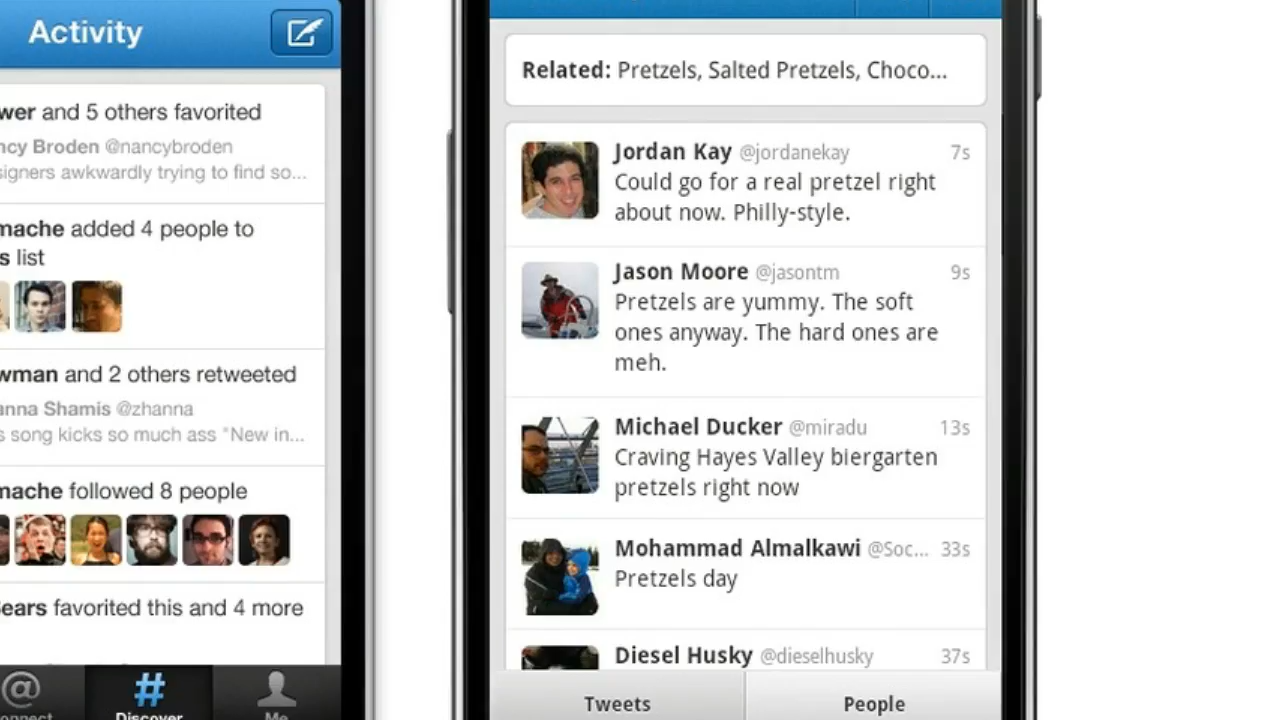 Activity
wer and 5 others favorited
ncy Broden @nancybroden
signers awkwardly trying to find so...
mache added 4 people to
s list
wman and 2 others retweeted
anna Shamis @zhanna
s song kicks so much ass "New in...
mache followed 8 people
Sears favorited this and 4 more
@
onnect
#
Discover
Me
Related: Pretzels, Salted Pretzels, Choco...
Jordan Kay @jordanekay 7s
Could go for a real pretzel right
about now. Philly-style.
Jason Moore @jasontm 9s
Pretzels are yummy. The soft
ones anyway. The hard ones are
meh.
Michael Ducker @miradu 13s
Craving Hayes Valley biergarten
pretzels right now
Mohammad Almalkawi @Soc... 33s
Pretzels day
Diesel Husky @dieselhusky 37s
Tweets People